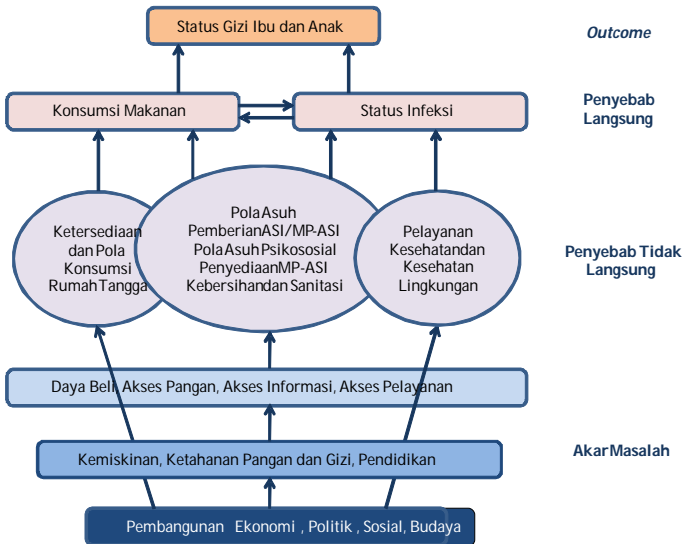 Status Gizi Ibu dan Anak
Outcome
Konsumsi Makanan
Status Infeksi
Penyebab
Langsung
Ketersediaan
dan Pola
Konsumsi
Rumah Tangga
Pola Asuh
Pemberian ASI/MP-ASI
Pola Asuh Psikososial
Penyediaan MP-ASI
Kebersihan dan Sanitasi
Pelayanan
Kesehatan dan
Kesehatan
Lingkungan
Penyebab Tidak
Langsung
Daya Beli, Akses Pangan, Akses Informasi, Akses Pelayanan
Kemiskinan, Ketahanan Pangan dan Gizi, Pendidikan
Akar Masalah
Pembangunan Ekonomi , Politik , Sosial, Budaya